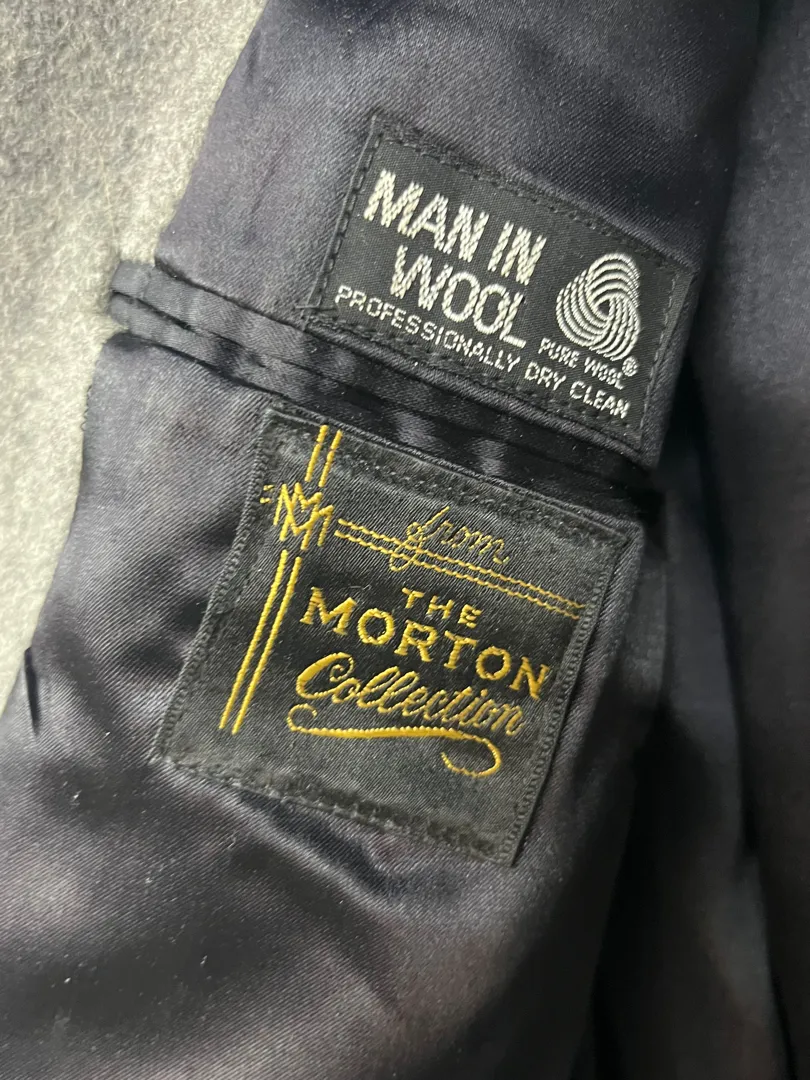 MAN IN
WOOL
PURE WOOL®
PROFESSIONALLY DRY CLEAN
from
THE
MORTON
Collection